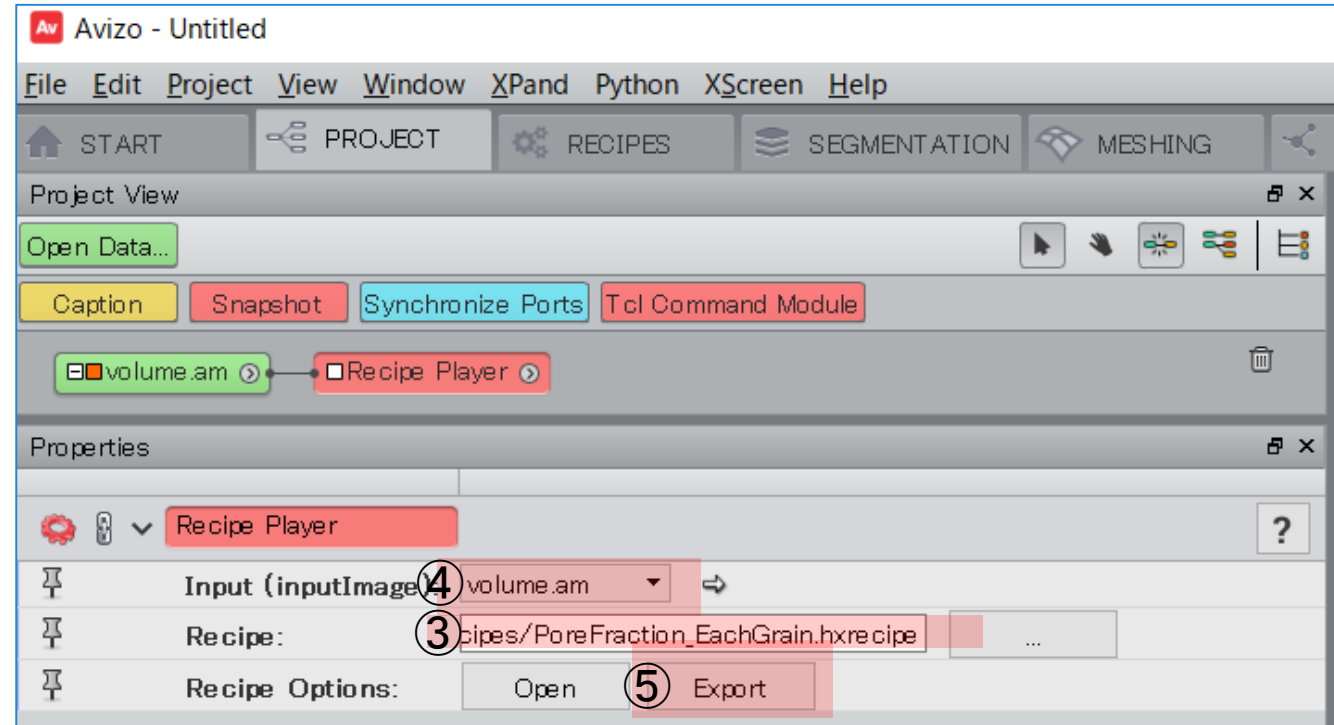 Av Avizo - Untitled
File Edit Project View Window XPand Python XScreen Help
START PROJECT RECIPES SEGMENTATION MESHING
Project View
Open Data...
Caption Snapshot Synchronize Ports Tcl Command Module
volume.am Recipe Player
Properties
Recipe Player ?
Input (inputImage): ④ volume.am
Recipe: ③ cipes/PoreFraction_EachGrain.hxrecipe ...
Recipe Options: Open ⑤ Export